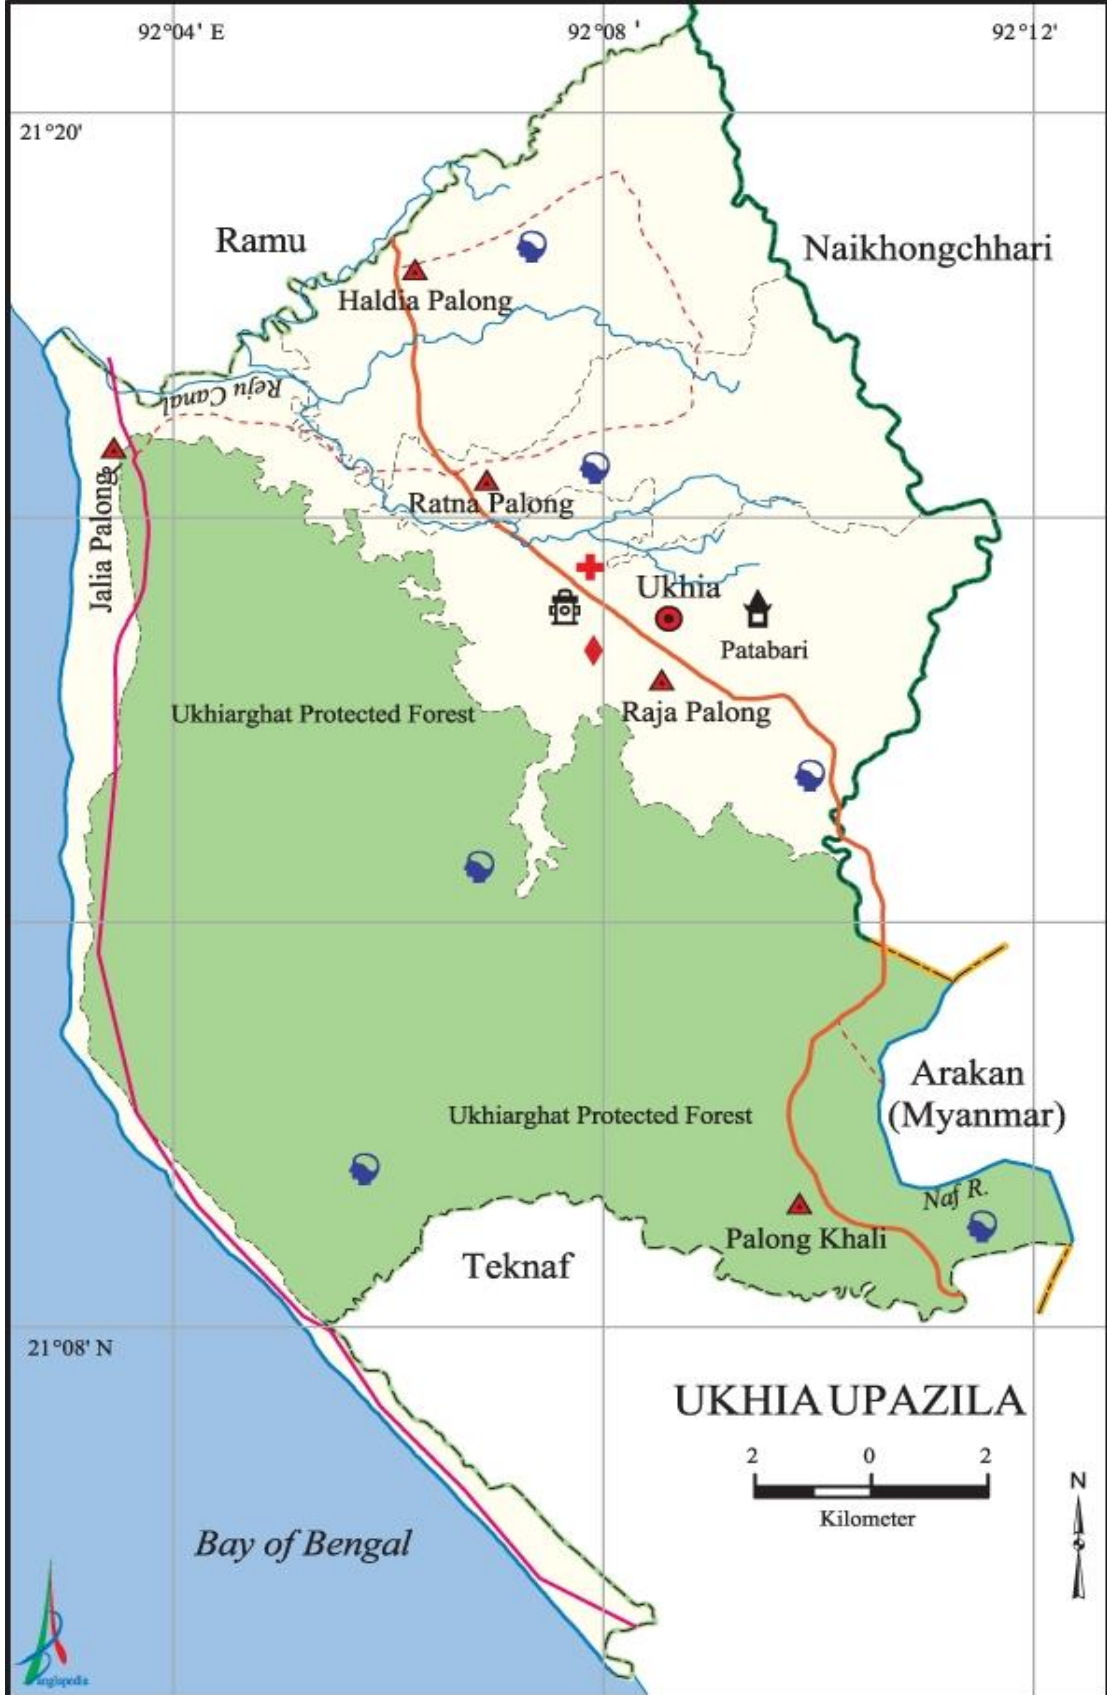 92°04' E
92°08 '
92°12'
21°20'
Ramu
Naikhongchhari
Haldia Palong
Reju Canal
Jalia Palong
Ratna Palong
Ukhia
Patabari
Raja Palong
Ukhiarghat Protected Forest
Arakan
(Myanmar)
Ukhiarghat Protected Forest
Naf R.
Palong Khali
Teknaf
21°08' N
UKHIA UPAZILA
2 0 2
Kilometer
N
Bay of Bengal
anglapedia